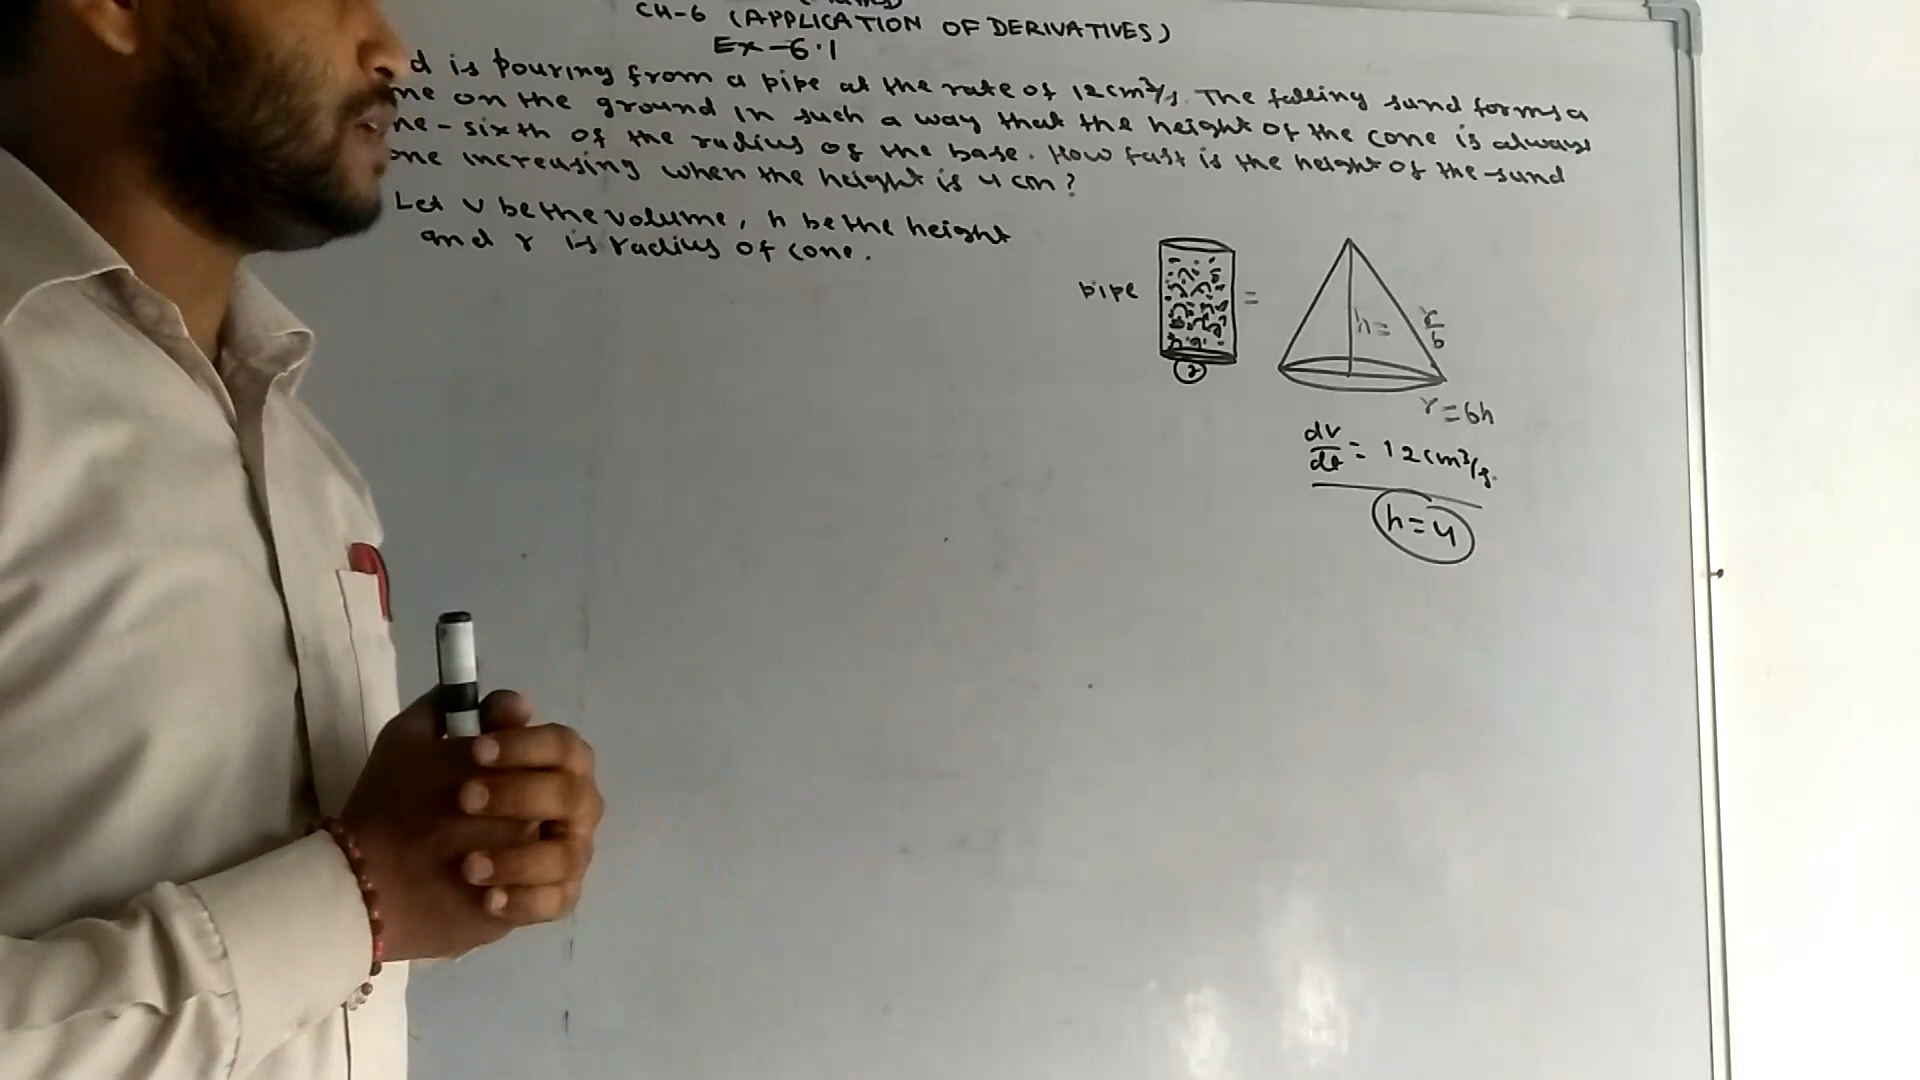 CH-6 (APPLICATION OF DERIVATIVES)
EX-6.1
d is pouring from a pipe at the rate of 12cm³/s. The falling sand forms a
ne on the ground in such a way that the height of the cone is always
ne-sixth of the radius of the base. How fast is the height of the sand
one increasing when the height is 4 cm?
Let v be the volume, h be the height
and r is radius of cone.
pipe
=
h= r/6
r=6h
dv/dt = 12cm³/s.
h=4